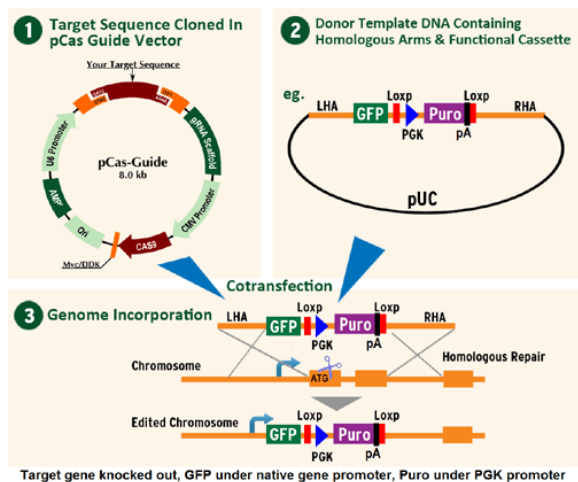 1 Target Sequence Cloned In
pCas Guide Vector
Your Target Sequence
U6 Promoter
gRNA Scaffold
pCas-Guide
8.0 kb
AMPr
CMV Promoter
Ori
CAS9
Myc/DDK
2 Donor Template DNA Containing
Homologous Arms & Functional Cassette
eg.
Loxp Loxp
LHA GFP Puro RHA
PGK pA
pUC
Cotransfection
3 Genome Incorporation
Loxp Loxp
LHA RHA
GFP Puro
PGK pA
Homologous Repair
Chromosome
ATG
Loxp Loxp
Edited Chromosome
GFP Puro
PGK pA
Target gene knocked out, GFP under native gene promoter, Puro under PGK promoter